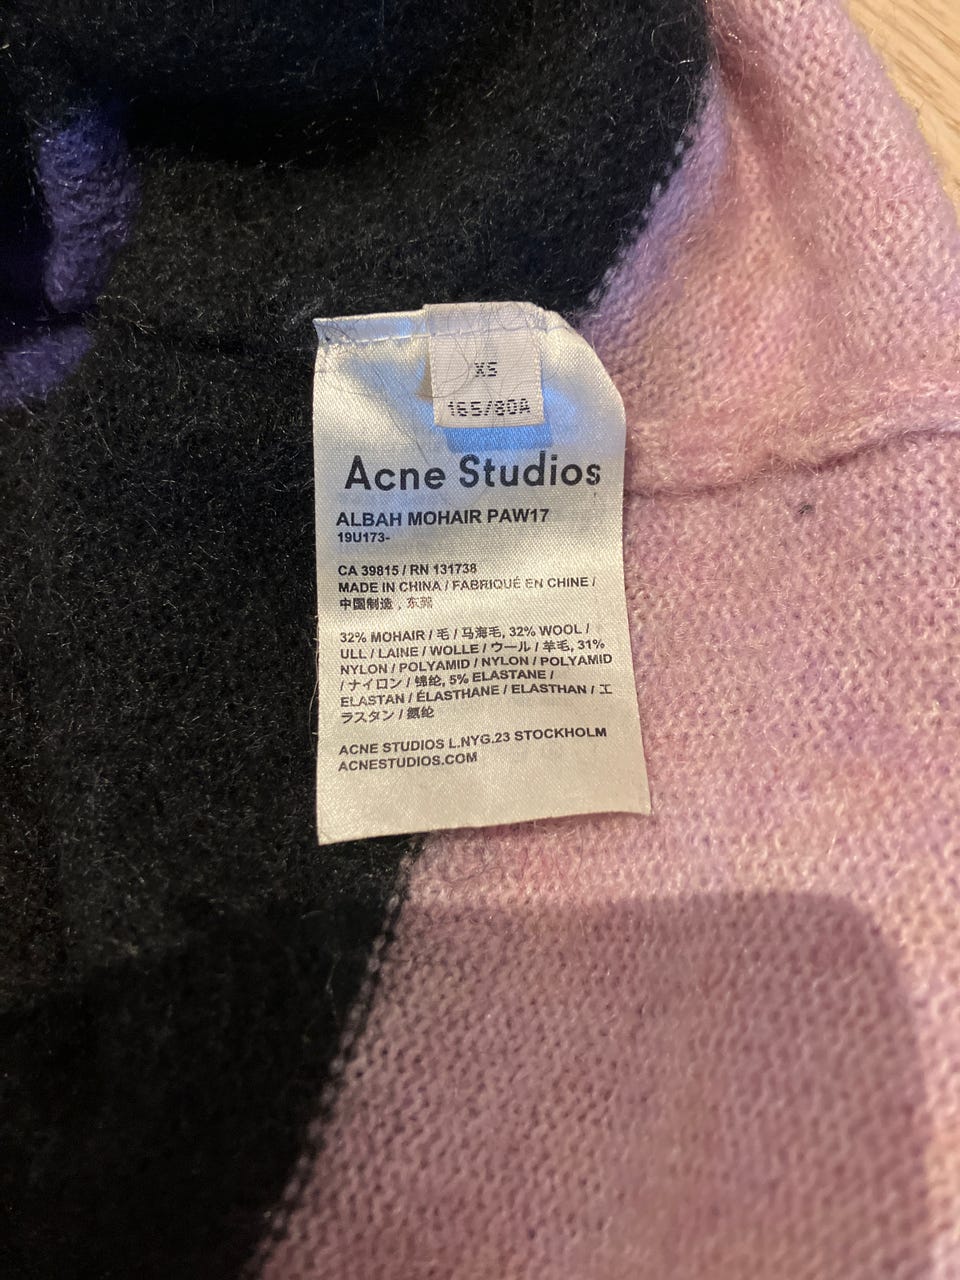 XS
165/80A
Acne Studios
ALBAH MOHAIR PAW17
19U173-
CA 39815 / RN 131738
MADE IN CHINA / FABRIQUÉ EN CHINE /
中国制造，东莞
32% MOHAIR / 毛 / 马海毛, 32% WOOL /
ULL / LAINE / WOLLE / ウール / 羊毛, 31%
NYLON / POLYAMID / NYLON / POLYAMID
/ ナイロン / 锦纶, 5% ELASTANE /
ELASTAN / ÉLASTHANE / ELASTHAN / エ
ラスタン / 氨纶
ACNE STUDIOS L.NYG.23 STOCKHOLM
ACNESTUDIOS.COM